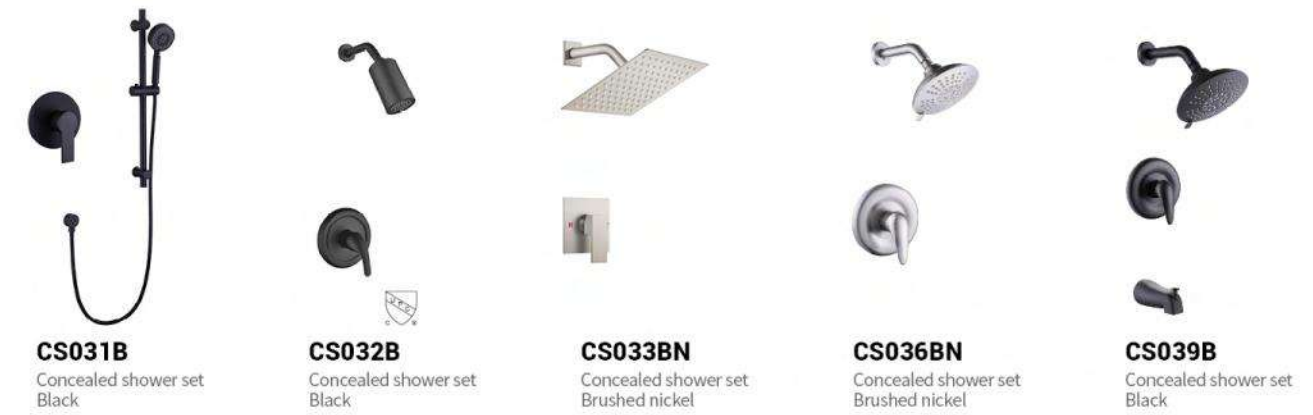 UPC
C
CS031B
Concealed shower set
Black
CS032B
Concealed shower set
Black
CS033BN
Concealed shower set
Brushed nickel
CS036BN
Concealed shower set
Brushed nickel
CS039B
Concealed shower set
Black